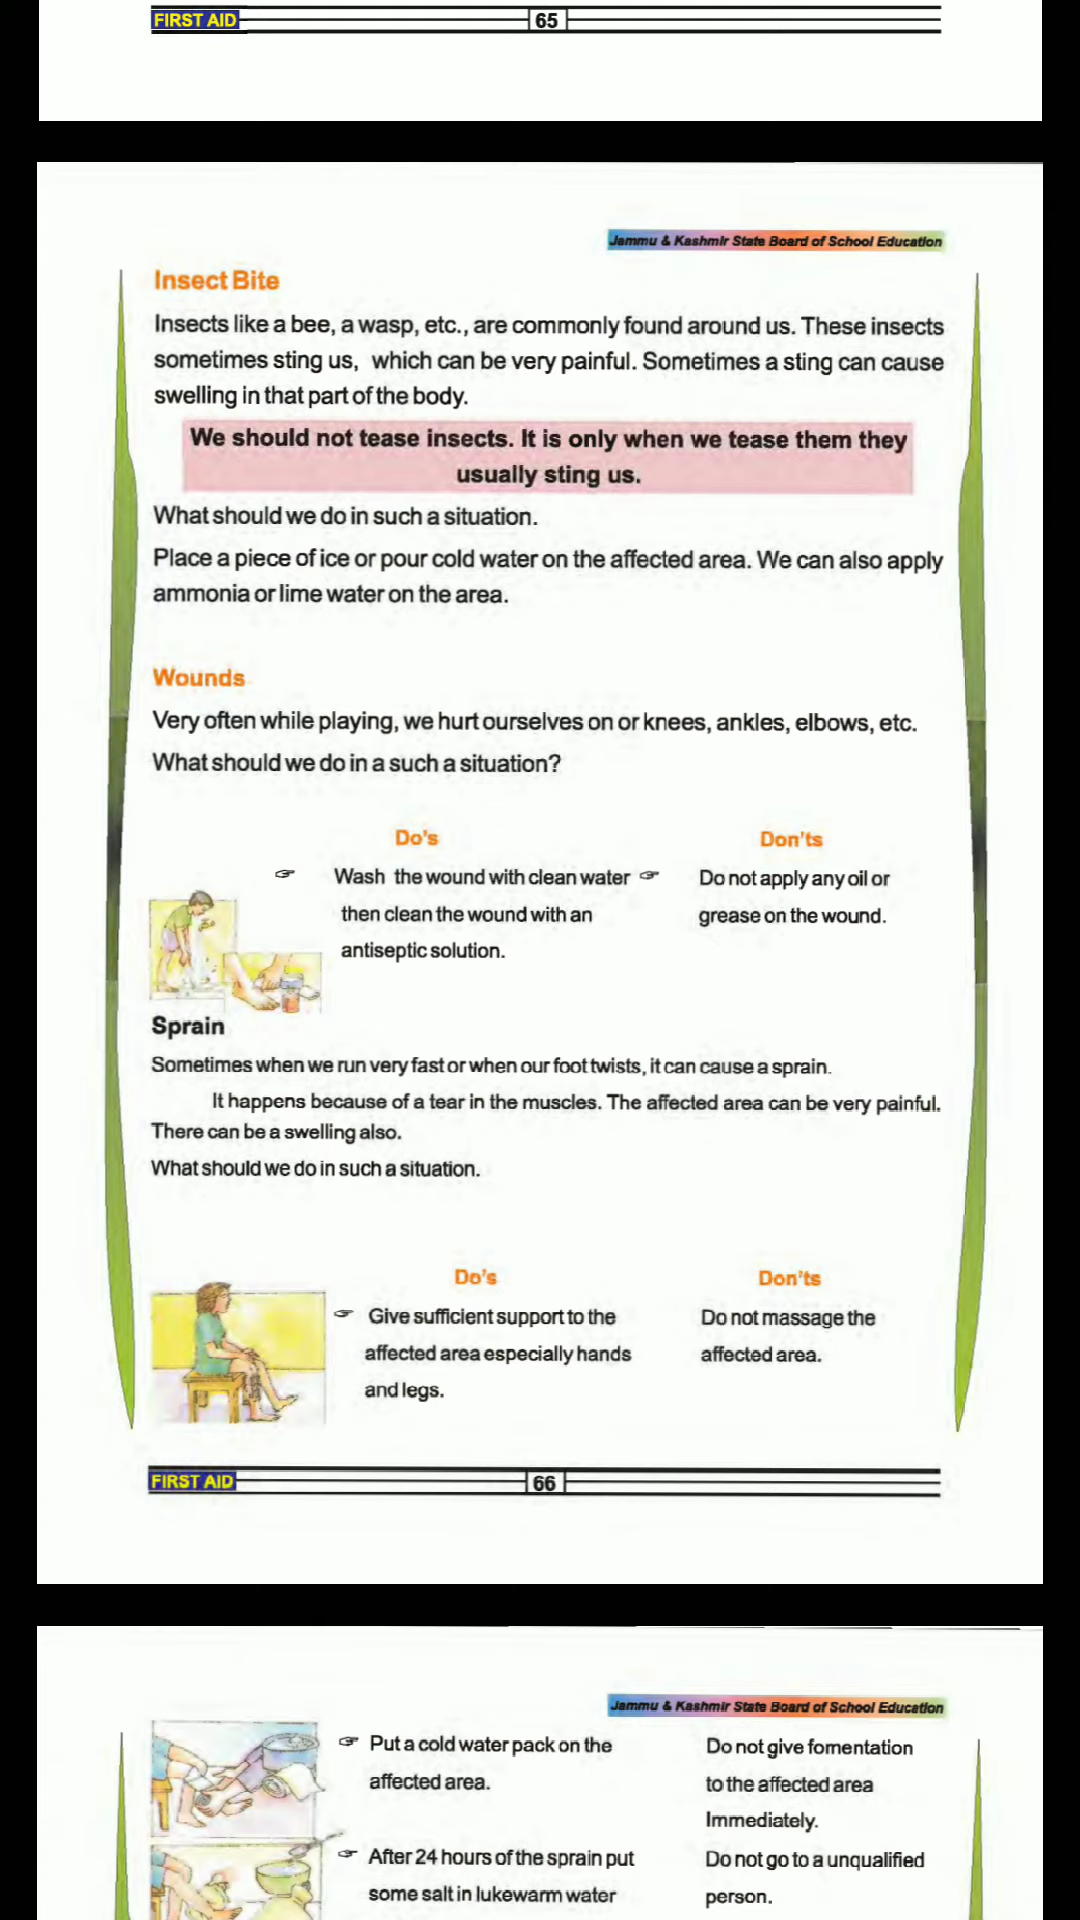 FIRST AID 65
Jammu & Kashmir State Board of School Education
Insect Bite
Insects like a bee, a wasp, etc., are commonly found around us. These insects
sometimes sting us, which can be very painful. Sometimes a sting can cause
swelling in that part of the body.
We should not tease insects. It is only when we tease them they
usually sting us.
What should we do in such a situation.
Place a piece of ice or pour cold water on the affected area. We can also apply
ammonia or lime water on the area.
Wounds
Very often while playing, we hurt ourselves on or knees, ankles, elbows, etc.
What should we do in a such a situation?
Do's
☞ Wash the wound with clean water
then clean the wound with an
antiseptic solution.
Don'ts
☞ Do not apply any oil or
grease on the wound.
Sprain
Sometimes when we run very fast or when our foot twists, it can cause a sprain.
It happens because of a tear in the muscles. The affected area can be very painful.
There can be a swelling also.
What should we do in such a situation.
Do's
☞ Give sufficient support to the
affected area especially hands
and legs.
Don'ts
Do not massage the
affected area.
FIRST AID 66
Jammu & Kashmir State Board of School Education
☞ Put a cold water pack on the
affected area.
Do not give fomentation
to the affected area
Immediately.
☞ After 24 hours of the sprain put
some salt in lukewarm water
Do not go to a unqualified
person.